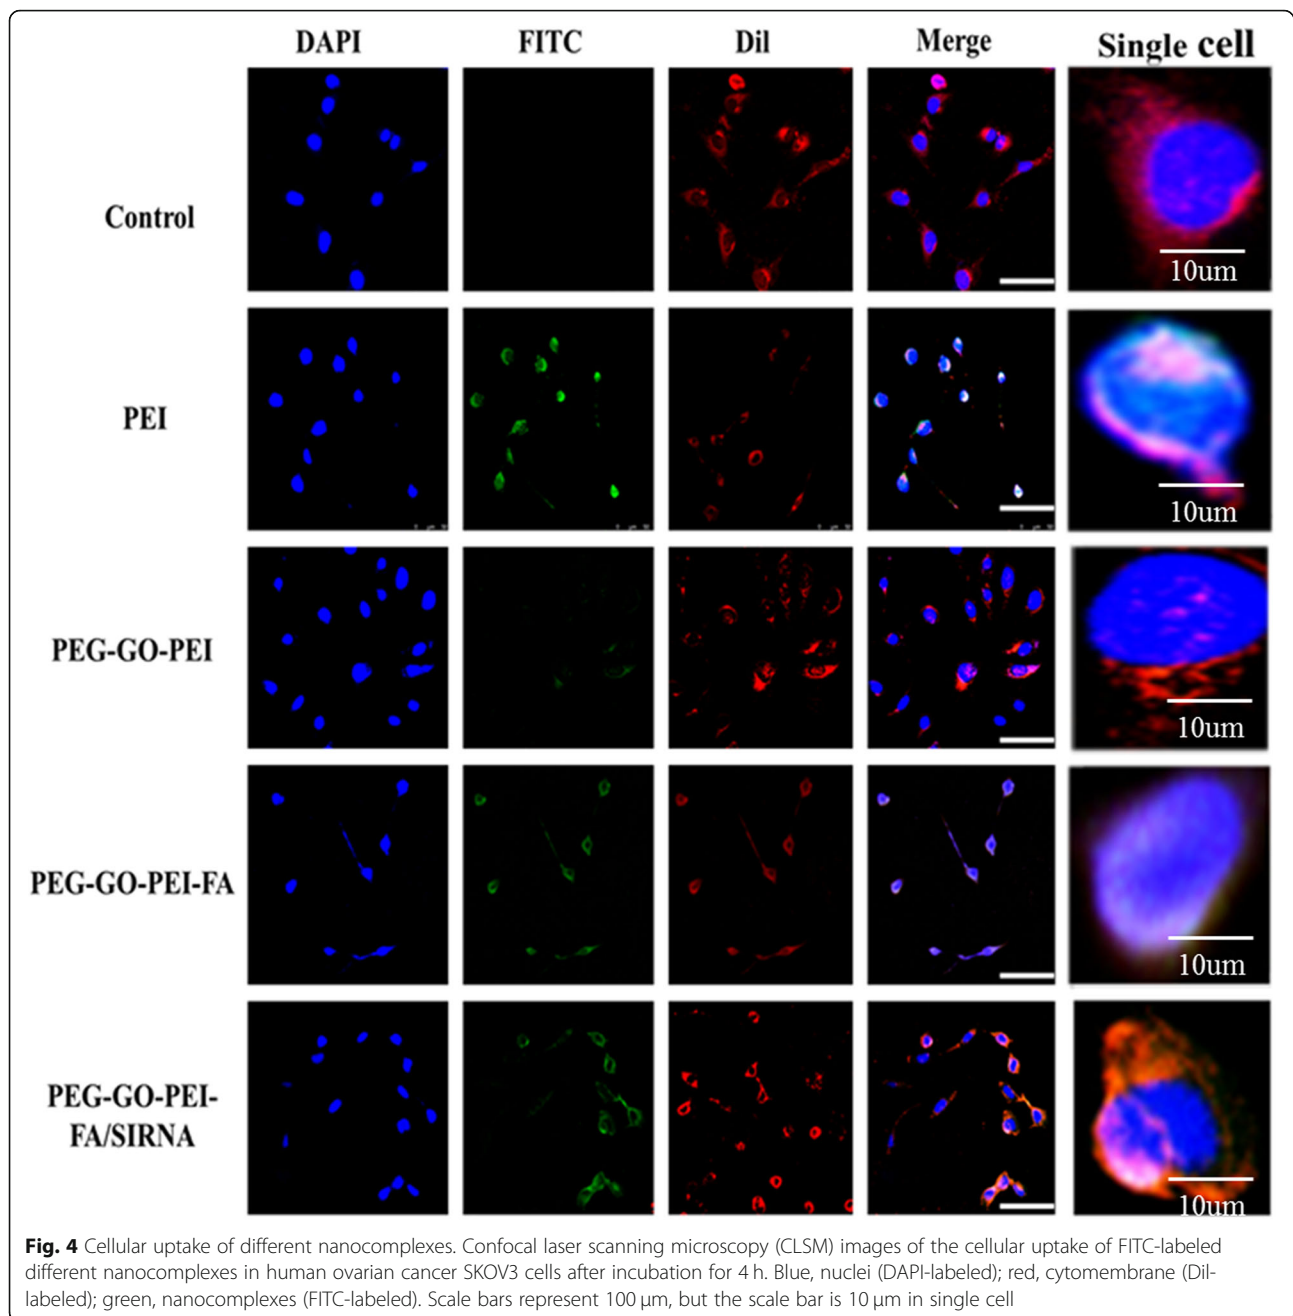 DAPI FITC Dil Merge Single cell
Control
10um
PEI
10um
PEG-GO-PEI
10um
PEG-GO-PEI-FA
10um
PEG-GO-PEI-
FA/SIRNA
10um
Fig. 4 Cellular uptake of different nanocomplexes. Confocal laser scanning microscopy (CLSM) images of the cellular uptake of FITC-labeled
different nanocomplexes in human ovarian cancer SKOV3 cells after incubation for 4 h. Blue, nuclei (DAPI-labeled); red, cytomembrane (Dil-
labeled); green, nanocomplexes (FITC-labeled). Scale bars represent 100 μm, but the scale bar is 10 μm in single cell